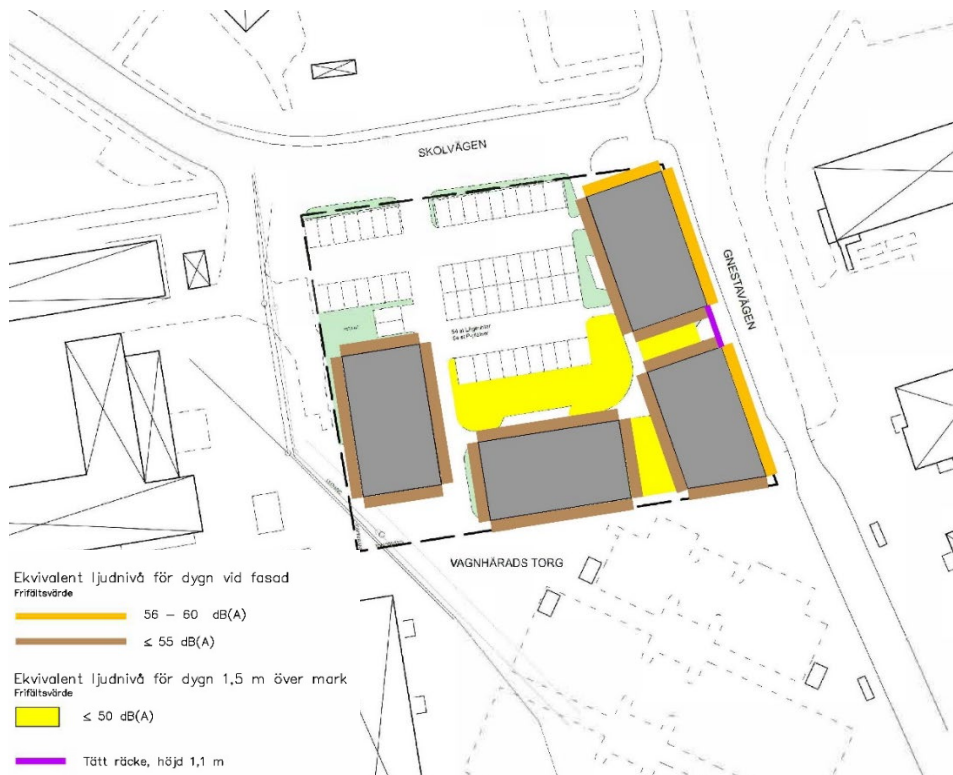 SKOLVÄGEN
GNESTAVÄGEN
VAGNHÄRADS TORG
Ekvivalent ljudnivå för dygn vid fasad
Frifältsvärde
56 – 60 dB(A)
≤ 55 dB(A)
Ekvivalent ljudnivå för dygn 1,5 m över mark
Frifältsvärde
≤ 50 dB(A)
Tätt räcke, höjd 1,1 m